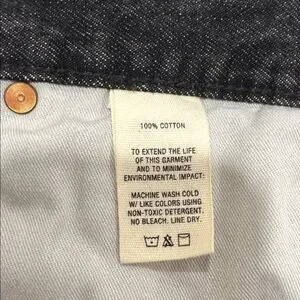 100% COTTON
TO EXTEND THE LIFE
OF THIS GARMENT
AND TO MINIMIZE
ENVIRONMENTAL IMPACT:
MACHINE WASH COLD
W/ LIKE COLORS USING
NON-TOXIC DETERGENT.
NO BLEACH. LINE DRY.